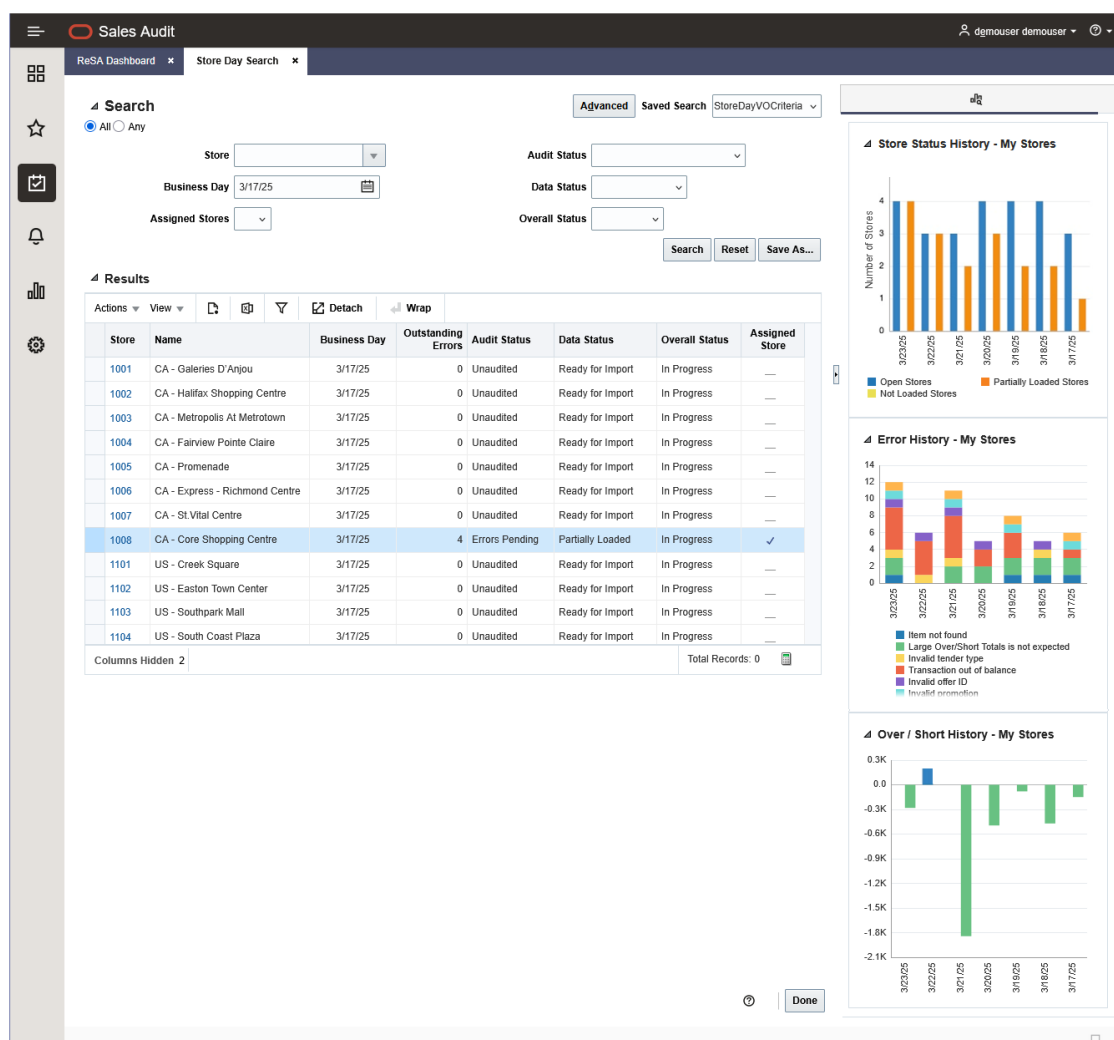 Sales Audit
demouser demouser
ReSA Dashboard
Store Day Search
Search
Advanced
Saved Search
StoreDayVOCriteria
All
Any
Store
Audit Status
Business Day
3/17/25
Data Status
Assigned Stores
Overall Status
Search
Reset
Save As...
Results
Actions
View
Detach
Wrap
Store Name Business Day Outstanding Errors Audit Status Data Status Overall Status Assigned Store
1001 CA - Galeries D'Anjou 3/17/25 0 Unaudited Ready for Import In Progress
1002 CA - Halifax Shopping Centre 3/17/25 0 Unaudited Ready for Import In Progress
1003 CA - Metropolis At Metrotown 3/17/25 0 Unaudited Ready for Import In Progress
1004 CA - Fairview Pointe Claire 3/17/25 0 Unaudited Ready for Import In Progress
1005 CA - Promenade 3/17/25 0 Unaudited Ready for Import In Progress
1006 CA - Express - Richmond Centre 3/17/25 0 Unaudited Ready for Import In Progress
1007 CA - St.Vital Centre 3/17/25 0 Unaudited Ready for Import In Progress
1008 CA - Core Shopping Centre 3/17/25 4 Errors Pending Partially Loaded In Progress
1101 US - Creek Square 3/17/25 0 Unaudited Ready for Import In Progress
1102 US - Easton Town Center 3/17/25 0 Unaudited Ready for Import In Progress
1103 US - Southpark Mall 3/17/25 0 Unaudited Ready for Import In Progress
1104 US - South Coast Plaza 3/17/25 0 Unaudited Ready for Import In Progress
Columns Hidden 2
Total Records: 0
Done
Store Status History - My Stores
Number of Stores
4
3
2
1
0
3/23/25
3/22/25
3/21/25
3/20/25
3/19/25
3/18/25
3/17/25
Open Stores
Partially Loaded Stores
Not Loaded Stores
Error History - My Stores
14
12
10
8
6
4
2
0
3/23/25
3/22/25
3/21/25
3/20/25
3/19/25
3/18/25
3/17/25
Item not found
Large Over/Short Totals is not expected
Invalid tender type
Transaction out of balance
Invalid offer ID
Invalid promotion
Over / Short History - My Stores
0.3K
0.0
-0.3K
-0.6K
-0.9K
-1.2K
-1.5K
-1.8K
-2.1K
3/23/25
3/22/25
3/21/25
3/20/25
3/19/25
3/18/25
3/17/25